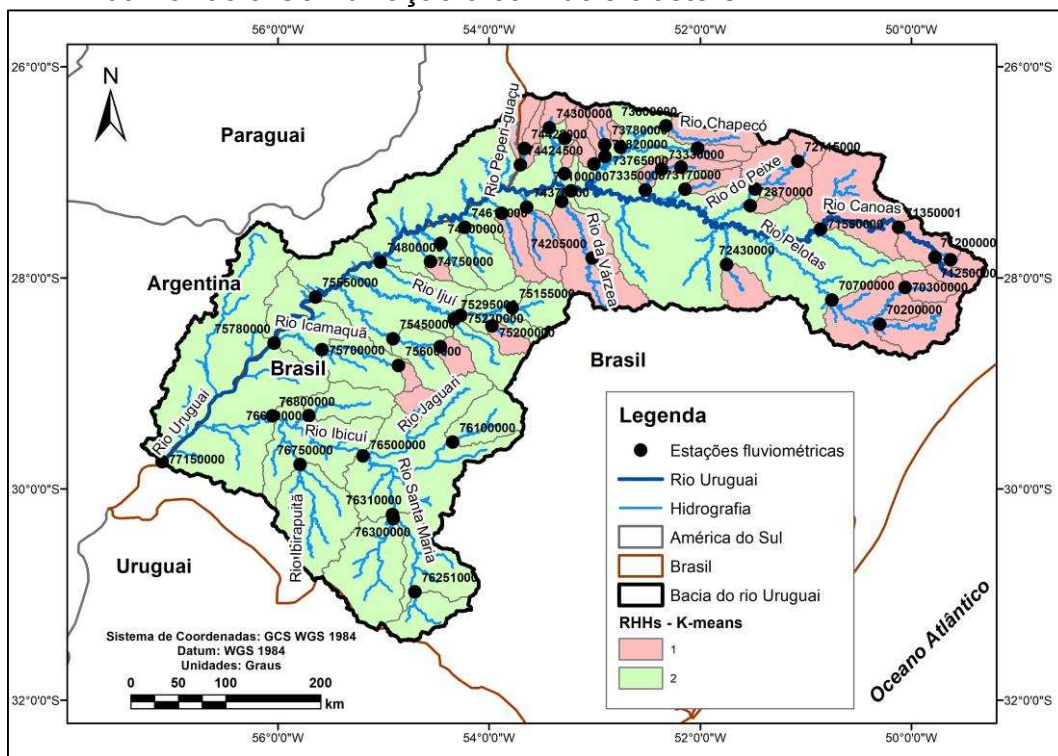 56°0'0"W
54°0'0"W
52°0'0"W
50°0'0"W
26°0'0"S
26°0'0"S
N
Paraguai
Rio Peperi-guaçu
74300000
74424500
73780000
73820000
73765000
73330000
73350000
73170000
Rio Chapecó
72715000
Rio do Peixe
72870000
Rio Canoas
71350001
71550000
71200000
71250000
Rio Pelotas
74205000
Rio da Várzea
72430000
70700000
70300000
70200000
28°0'0"S
28°0'0"S
Argentina
74800000
74750000
75550000
Rio Ijuí
75295000
75155000
75230000
75200000
75780000
Rio Icamaquã
75450000
75700000
75600000
Brasil
Brasil
Rio Jaguari
Rio Uruguai
76800000
Rio Ibicuí
76100000
76500000
77150000
76750000
30°0'0"S
30°0'0"S
76310000
76300000
Rio Santa Maria
Rio Ibirapuitã
76251000
Uruguai
Legenda
Estações fluviométricas
Rio Uruguai
Hidrografia
América do Sul
Brasil
Bacia do rio Uruguai
RHHs - K-means
1
2
Oceano Atlântico
Sistema de Coordenadas: GCS WGS 1984
Datum: WGS 1984
Unidades: Graus
0 50 100 200
km
32°0'0"S
32°0'0"S
56°0'0"W
54°0'0"W
52°0'0"W
50°0'0"W